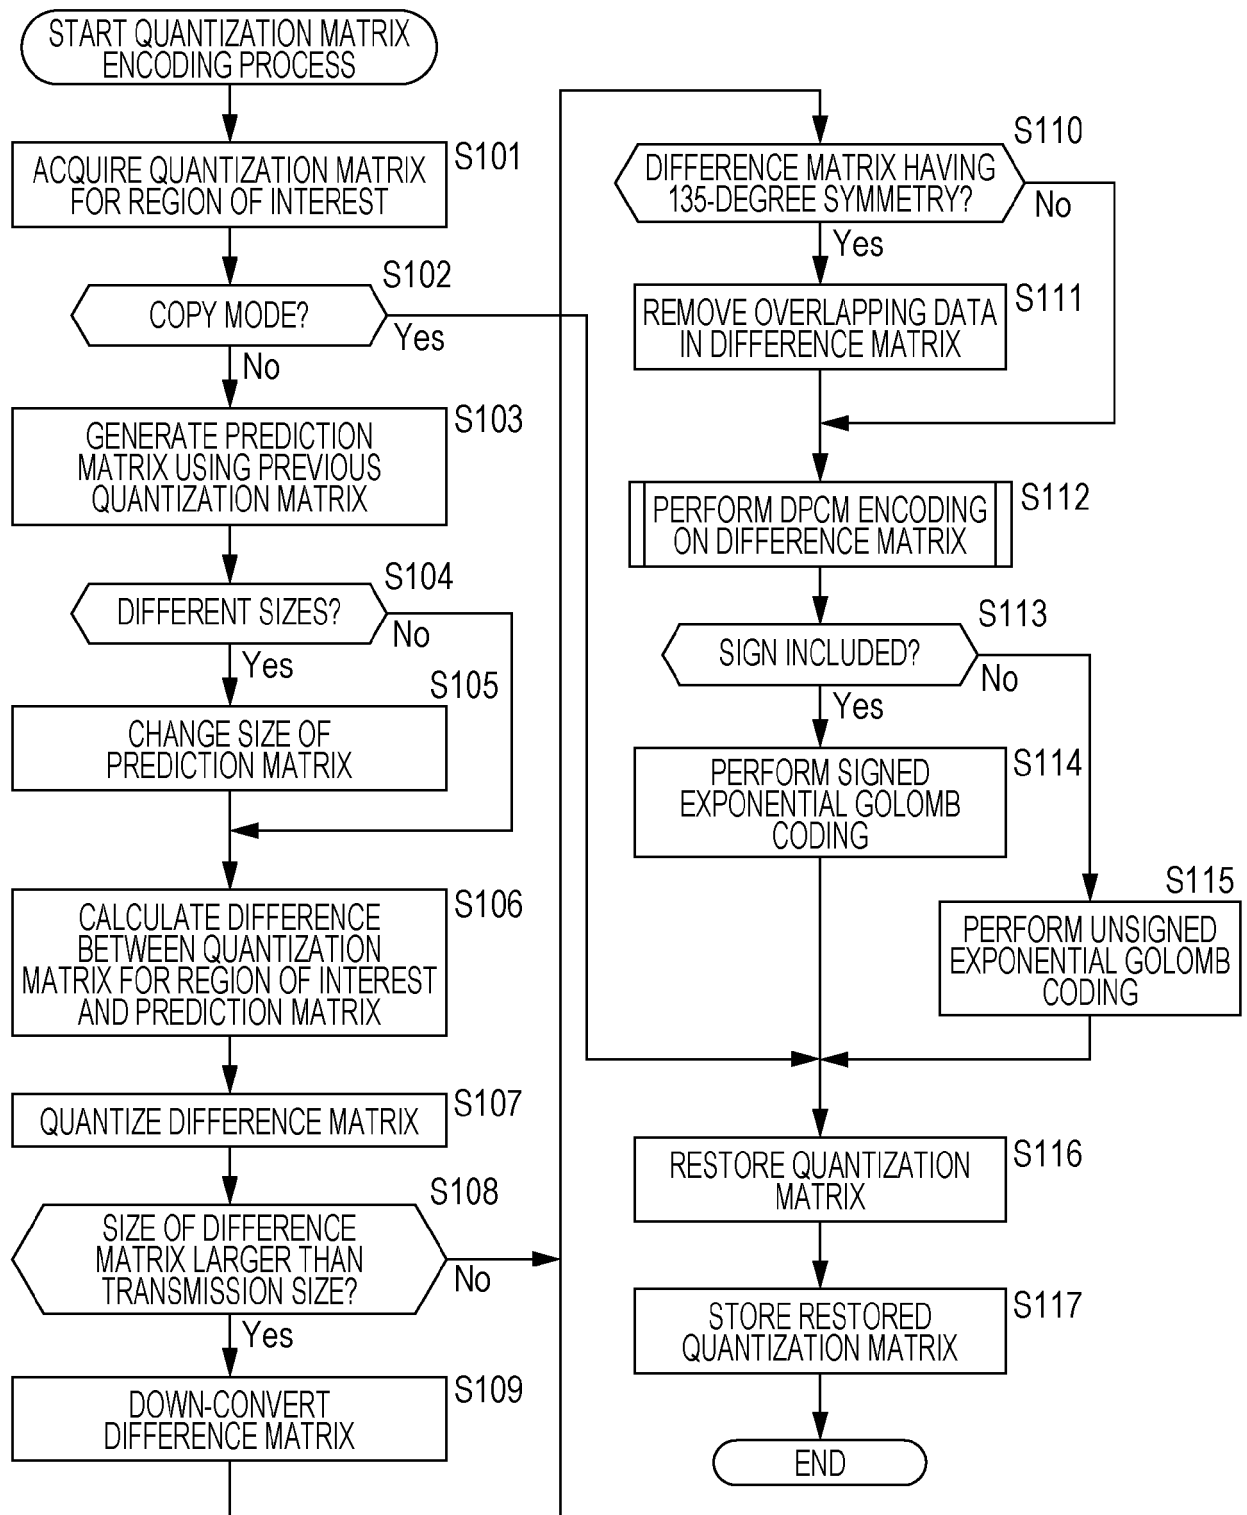 START QUANTIZATION MATRIX
ENCODING PROCESS
S101
ACQUIRE QUANTIZATION MATRIX
FOR REGION OF INTEREST
S102
COPY MODE?
Yes
No
S103
GENERATE PREDICTION
MATRIX USING PREVIOUS
QUANTIZATION MATRIX
S104
DIFFERENT SIZES?
No
Yes
S105
CHANGE SIZE OF
PREDICTION MATRIX
S106
CALCULATE DIFFERENCE
BETWEEN QUANTIZATION
MATRIX FOR REGION OF INTEREST
AND PREDICTION MATRIX
S107
QUANTIZE DIFFERENCE MATRIX
S108
SIZE OF DIFFERENCE
MATRIX LARGER THAN
TRANSMISSION SIZE?
No
Yes
S109
DOWN-CONVERT
DIFFERENCE MATRIX
S110
DIFFERENCE MATRIX HAVING
135-DEGREE SYMMETRY?
No
Yes
S111
REMOVE OVERLAPPING DATA
IN DIFFERENCE MATRIX
S112
PERFORM DPCM ENCODING
ON DIFFERENCE MATRIX
S113
SIGN INCLUDED?
No
Yes
S114
PERFORM SIGNED
EXPONENTIAL GOLOMB
CODING
S115
PERFORM UNSIGNED
EXPONENTIAL GOLOMB
CODING
S116
RESTORE QUANTIZATION
MATRIX
S117
STORE RESTORED
QUANTIZATION MATRIX
END